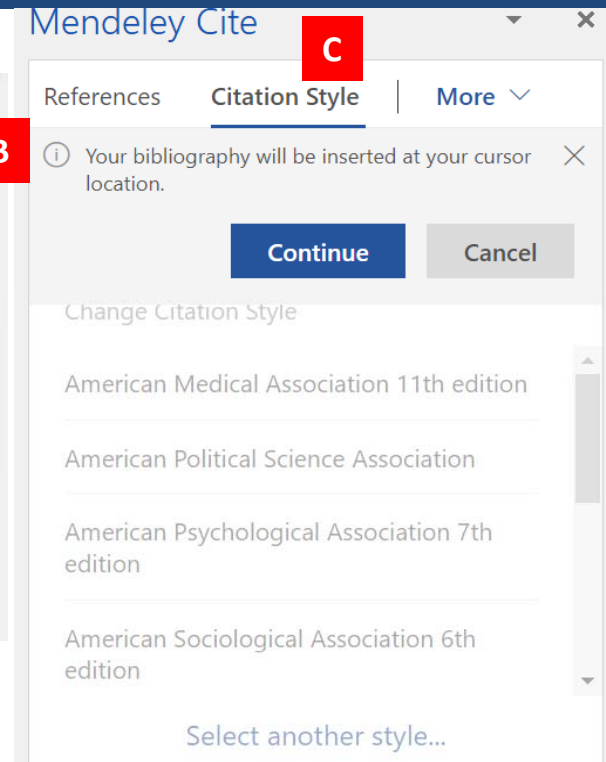 Mendeley Cite
C
References Citation Style More
B
Your bibliography will be inserted at your cursor
location.
Continue Cancel
Change Citation Style
American Medical Association 11th edition
American Political Science Association
American Psychological Association 7th
edition
American Sociological Association 6th
edition
Select another style...